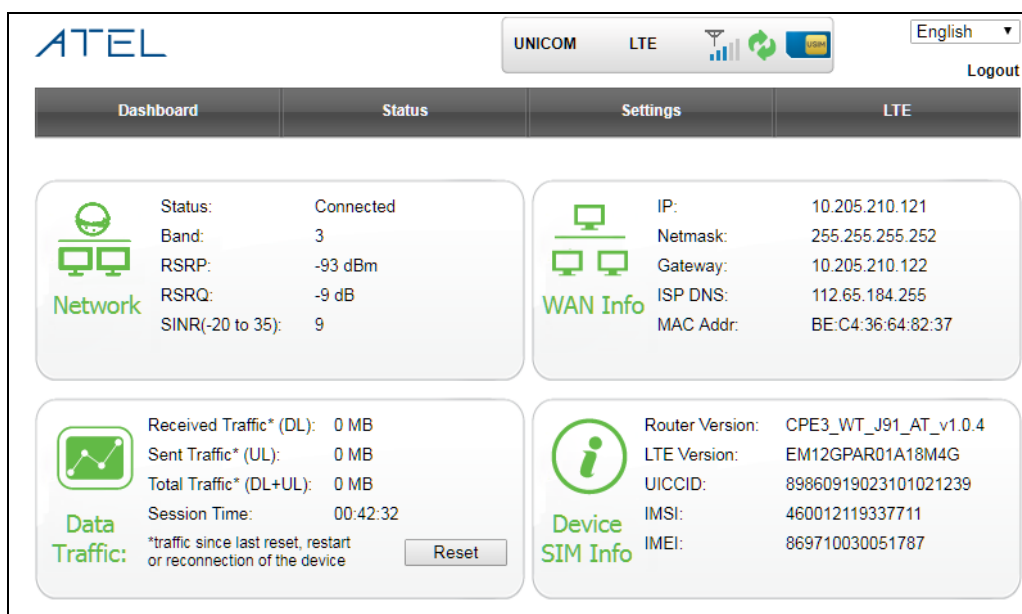 ATEL
UNICOM LTE USIM
English
Logout
Dashboard Status Settings LTE
Network
Status: Connected
Band: 3
RSRP: -93 dBm
RSRQ: -9 dB
SINR(-20 to 35): 9
WAN Info
IP: 10.205.210.121
Netmask: 255.255.255.252
Gateway: 10.205.210.122
ISP DNS: 112.65.184.255
MAC Addr: BE:C4:36:64:82:37
Data
Traffic:
Received Traffic* (DL): 0 MB
Sent Traffic* (UL): 0 MB
Total Traffic* (DL+UL): 0 MB
Session Time: 00:42:32
*traffic since last reset, restart
or reconnection of the device
Reset
Device
SIM Info
Router Version: CPE3_WT_J91_AT_v1.0.4
LTE Version: EM12GPAR01A18M4G
UICCID: 89860919023101021239
IMSI: 460012119337711
IMEI: 869710030051787